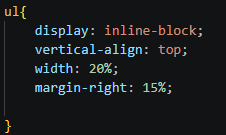 ul{
display: inline-block;
vertical-align: top;
width: 20%;
margin-right: 15%;
}